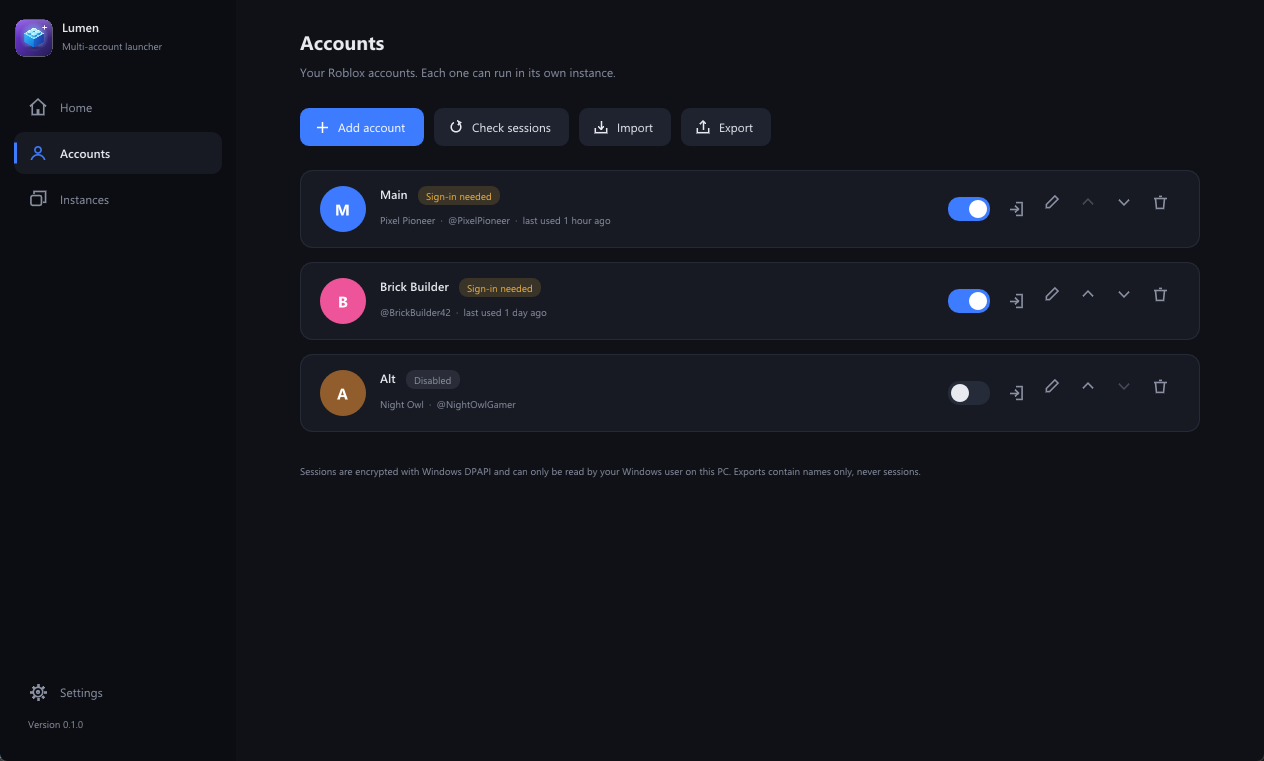 Lumen
Multi-account launcher
Home
Accounts
Instances
Settings
Version 0.1.0
Accounts
Your Roblox accounts. Each one can run in its own instance.
Add account
Check sessions
Import
Export
M
Main
Sign-in needed
Pixel Pioneer · @PixelPioneer · last used 1 hour ago
B
Brick Builder
Sign-in needed
@BrickBuilder42 · last used 1 day ago
A
Alt
Disabled
Night Owl · @NightOwlGamer
Sessions are encrypted with Windows DPAPI and can only be read by your Windows user on this PC. Exports contain names only, never sessions.